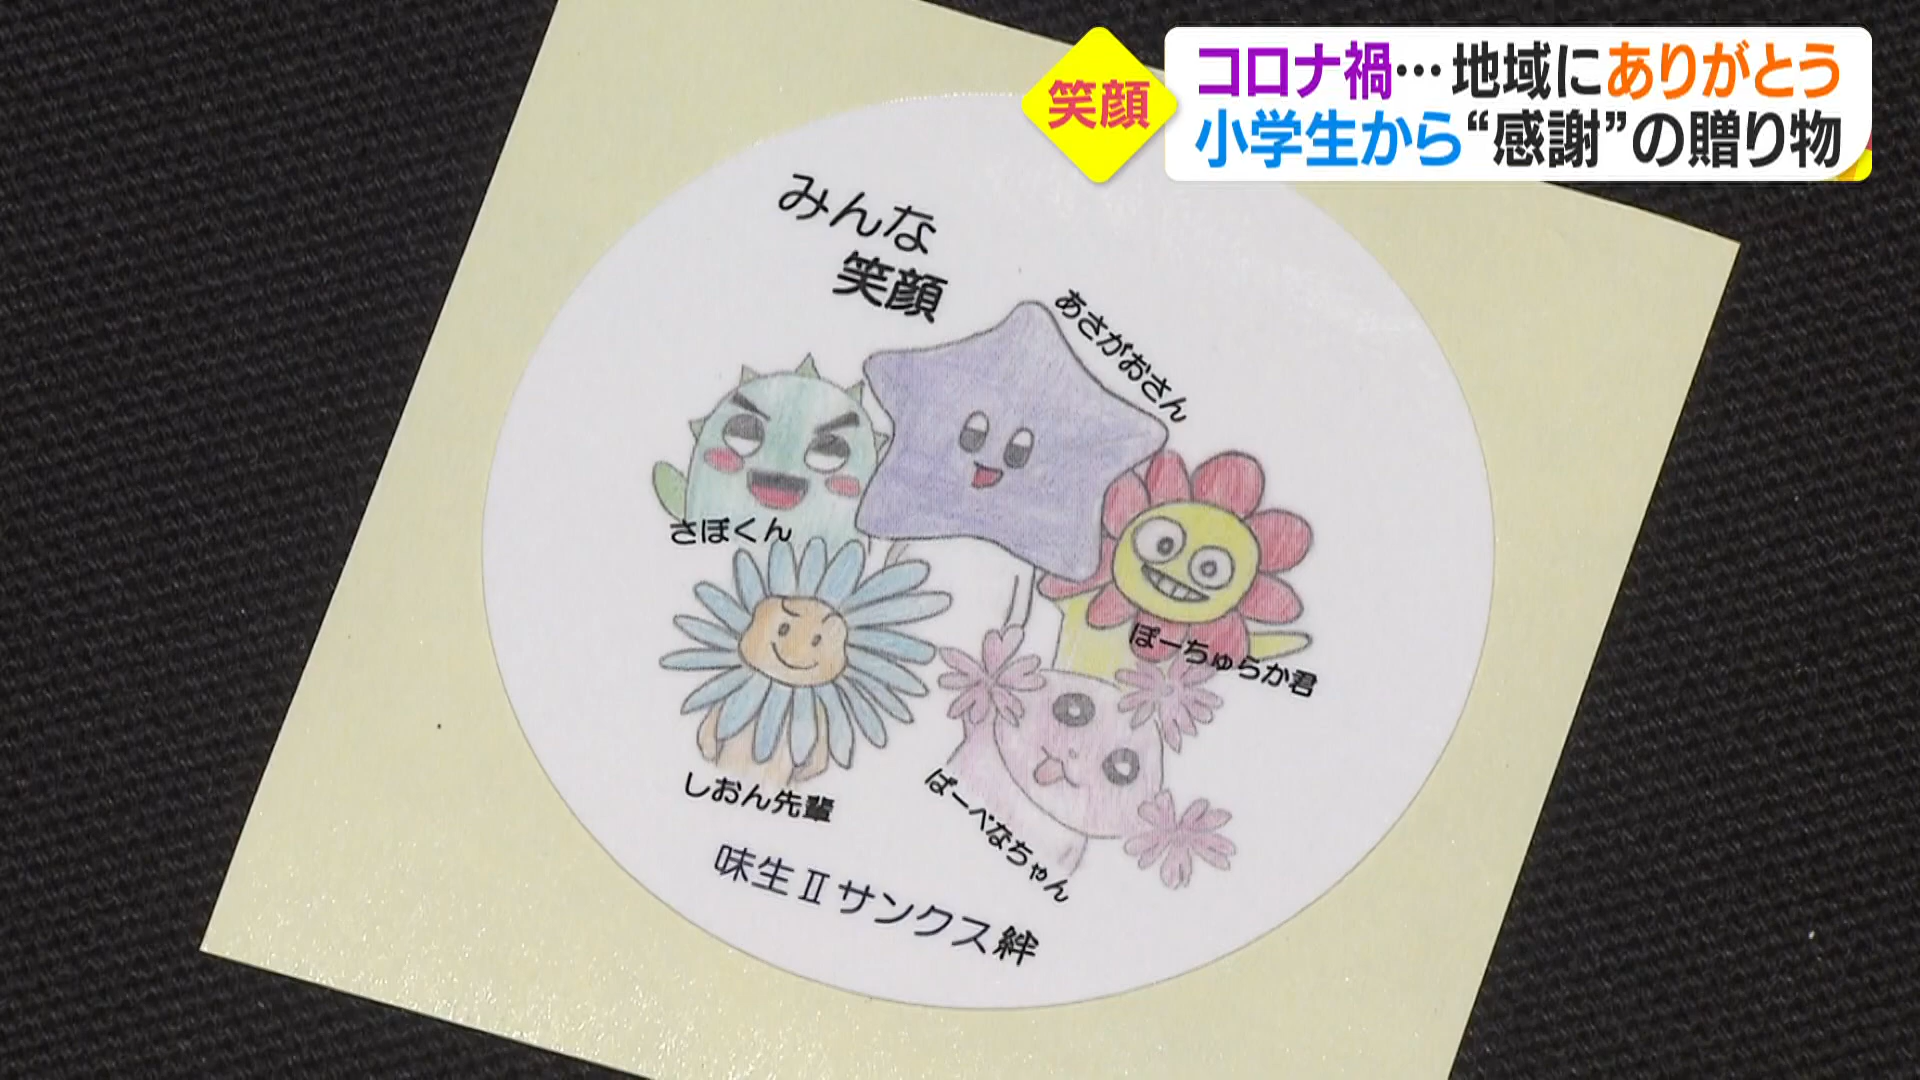 笑顔
コロナ禍…地域にありがとう
小学生から“感謝”の贈り物
みんな
笑顔
あさがおさん
さぼくん
ぽーちゅらか君
しおん先輩
ばーべなちゃん
味生Ⅱサンクス絆